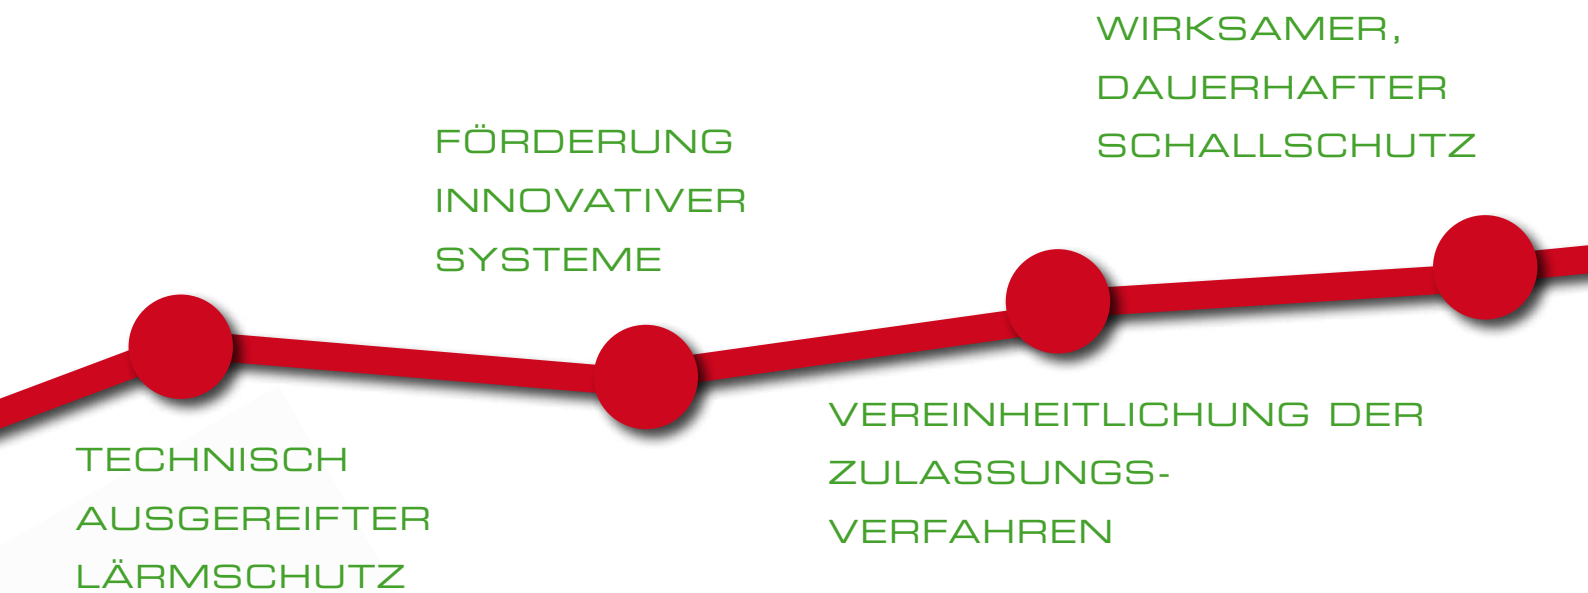 TECHNISCH
AUSGEREIFTER
LÄRMSCHUTZ
FÖRDERUNG
INNOVATIVER
SYSTEME
VEREINHEITLICHUNG DER
ZULASSUNGS-
VERFAHREN
WIRKSAMER,
DAUERHAFTER
SCHALLSCHUTZ